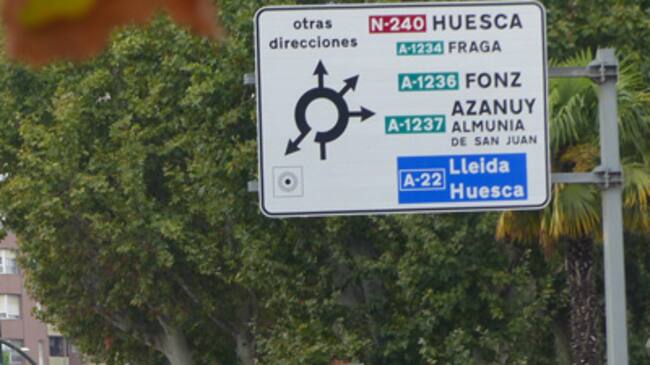 otras
direcciones
N-240 HUESCA
A-1234 FRAGA
A-1236 FONZ
A-1237 AZANUY
ALMUNIA
DE SAN JUAN
A-22 Lleida
Huesca